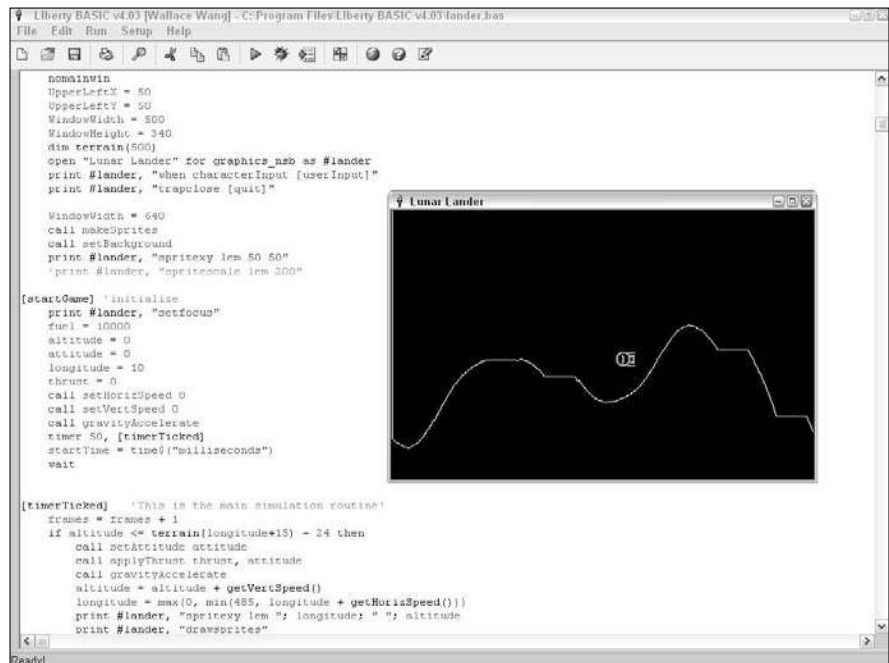 Liberty BASIC v4.03 [Wallace Wang] - C:\Program Files\Liberty BASIC v4.03\lander.bas
File Edit Run Setup Help
nomainwin
UpperLeftX = 50
UpperLeftY = 50
WindowWidth = 500
WindowHeight = 340
dim terrain(500)
open "Lunar Lander" for graphics_nsb as #lander
print #lander, "when characterInput [userInput]"
print #lander, "trapclose [quit]"
WindowWidth = 640
call makeSprites
call setBackground
print #lander, "spritexy lem 50 50"
'print #lander, "spritescale lem 200"
[startGame] 'initialize
print #lander, "setfocus"
fuel = 10000
altitude = 0
attitude = 0
longitude = 10
thrust = 0
call setHorizSpeed 0
call setVertSpeed 0
call gravityAccelerate
timer 50, [timerTicked]
startTime = time$("milliseconds")
wait
[timerTicked] 'This is the main simulation routine'
frames = frames + 1
if altitude <= terrain(longitude+15) - 24 then
call setAttitude attitude
call applyThrust thrust, attitude
call gravityAccelerate
altitude = altitude + getVertSpeed()
longitude = max(0, min(485, longitude + getHorizSpeed()))
print #lander, "spritexy lem "; longitude; " "; altitude
print #lander, "drawsprites"
Lunar Lander
Ready!